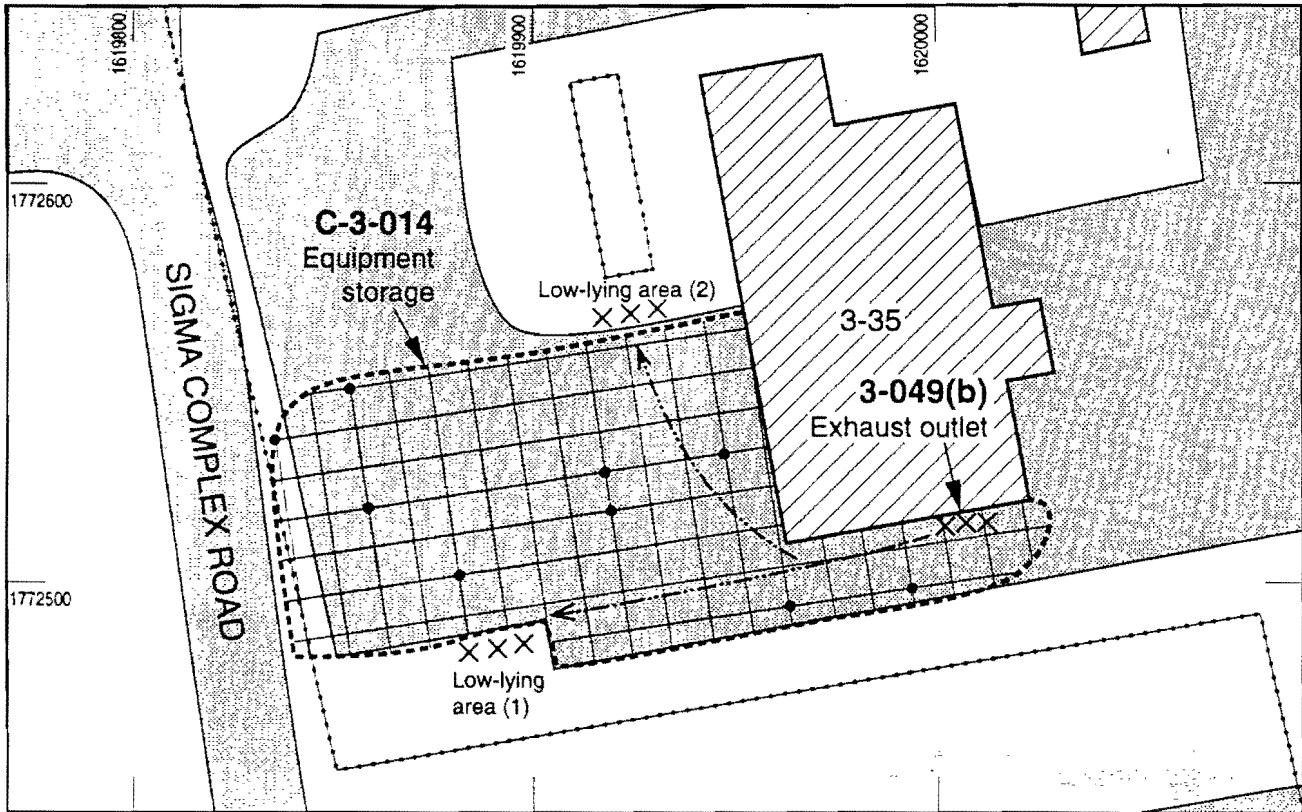 1619800
1619900
1620000
1772600
C-3-014
Equipment
storage
Low-lying area (2)
3-35
3-049(b)
Exhaust outlet
SIGMA COMPLEX ROAD
1772500
Low-lying
area (1)